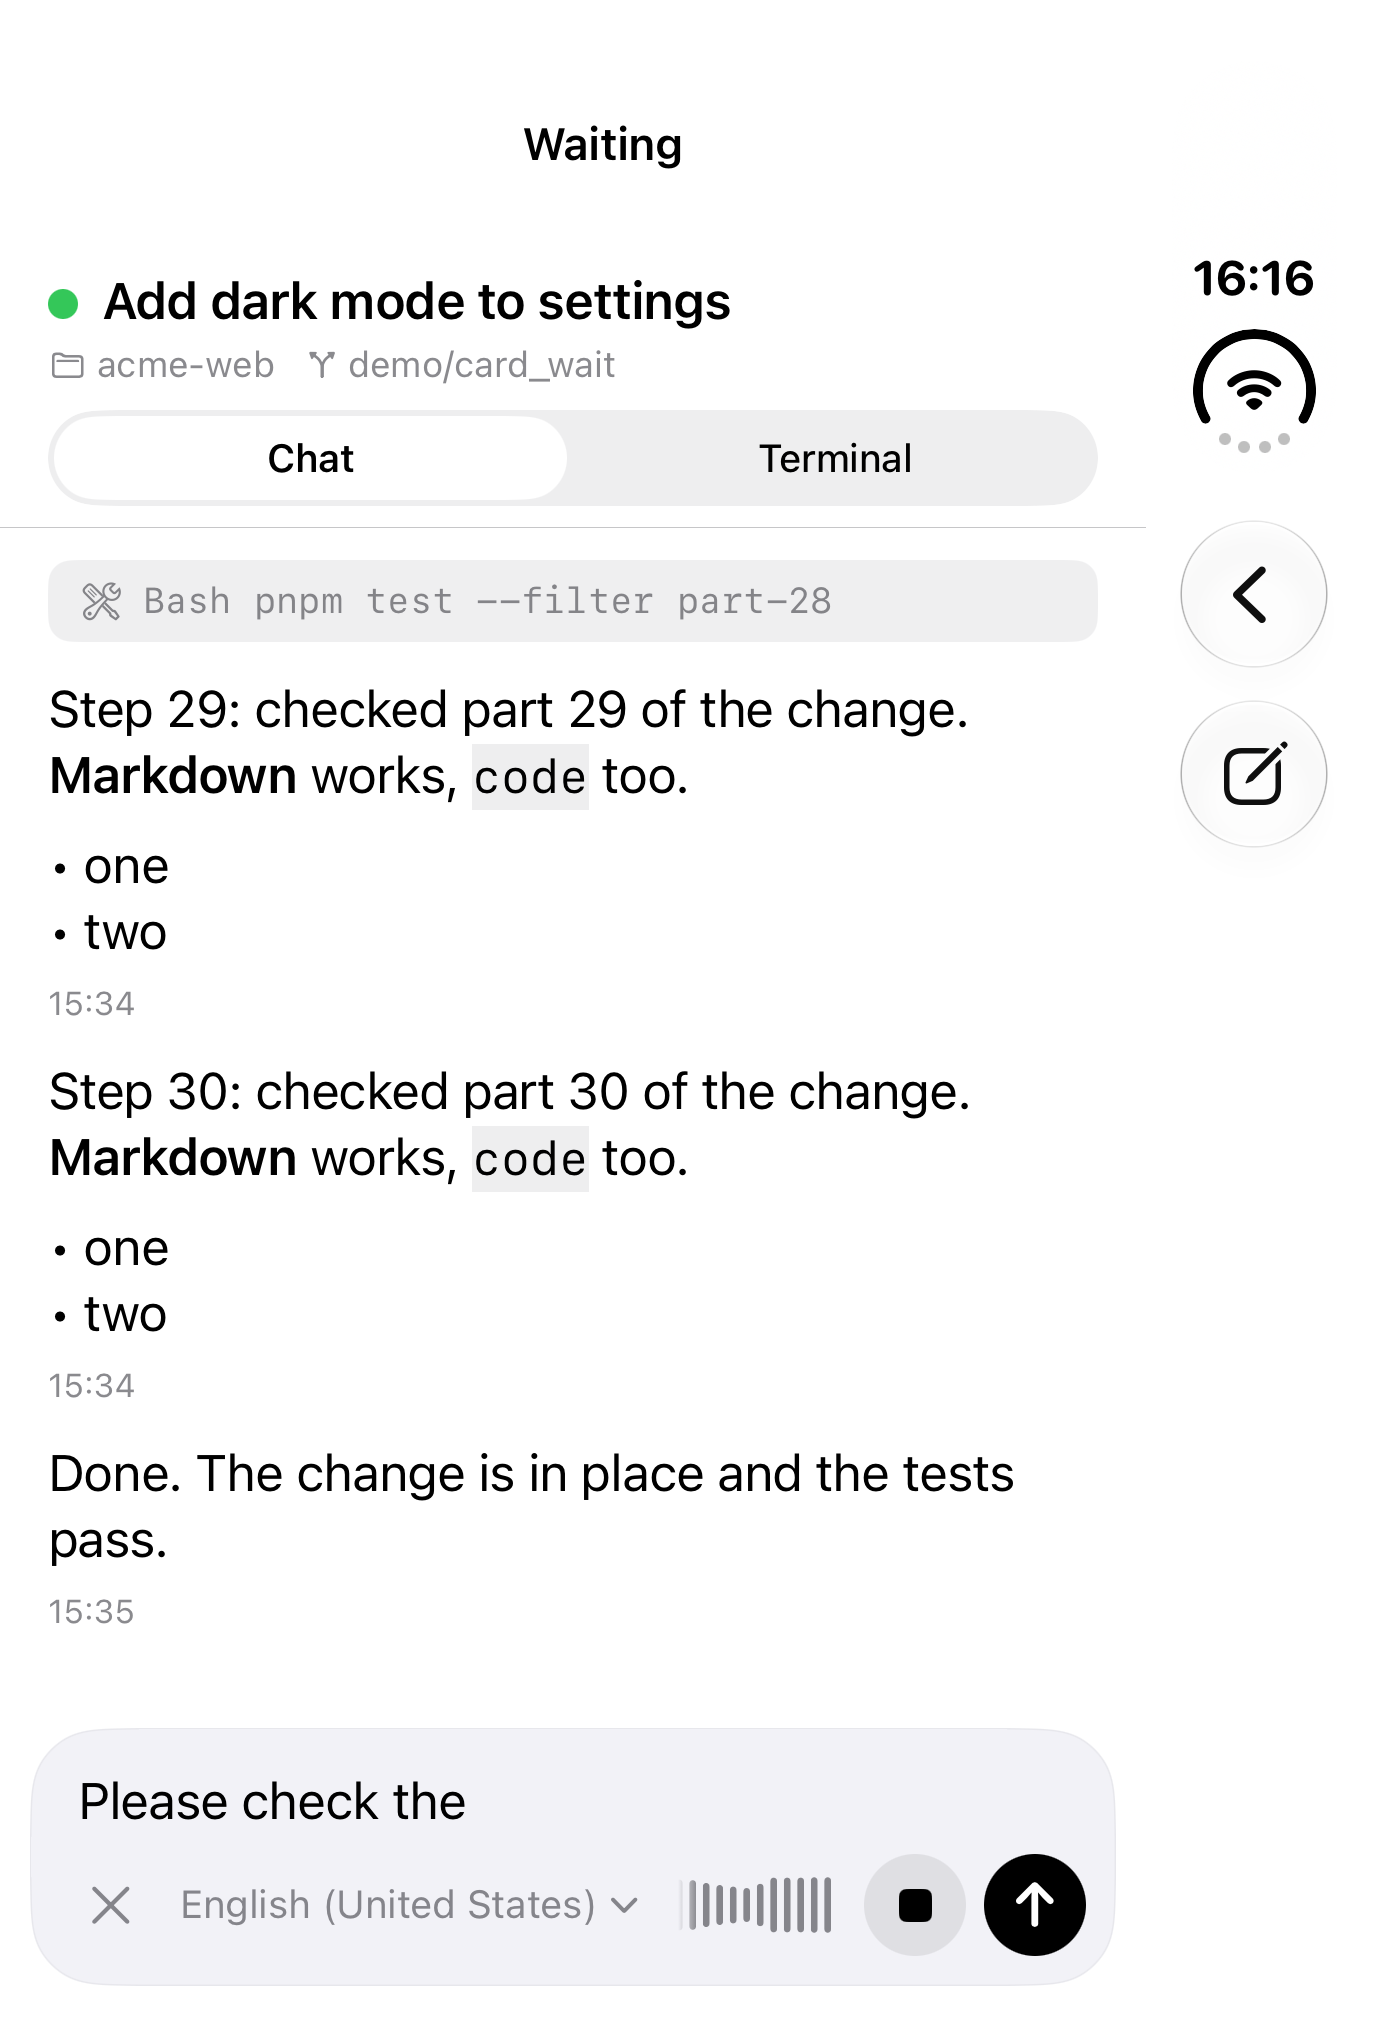 Waiting
16:16
Add dark mode to settings
acme-web demo/card_wait
Chat Terminal
Bash pnpm test --filter part-28
Step 29: checked part 29 of the change.
Markdown works, code too.
• one
• two
15:34
Step 30: checked part 30 of the change.
Markdown works, code too.
• one
• two
15:34
Done. The change is in place and the tests
pass.
15:35
Please check the
English (United States)